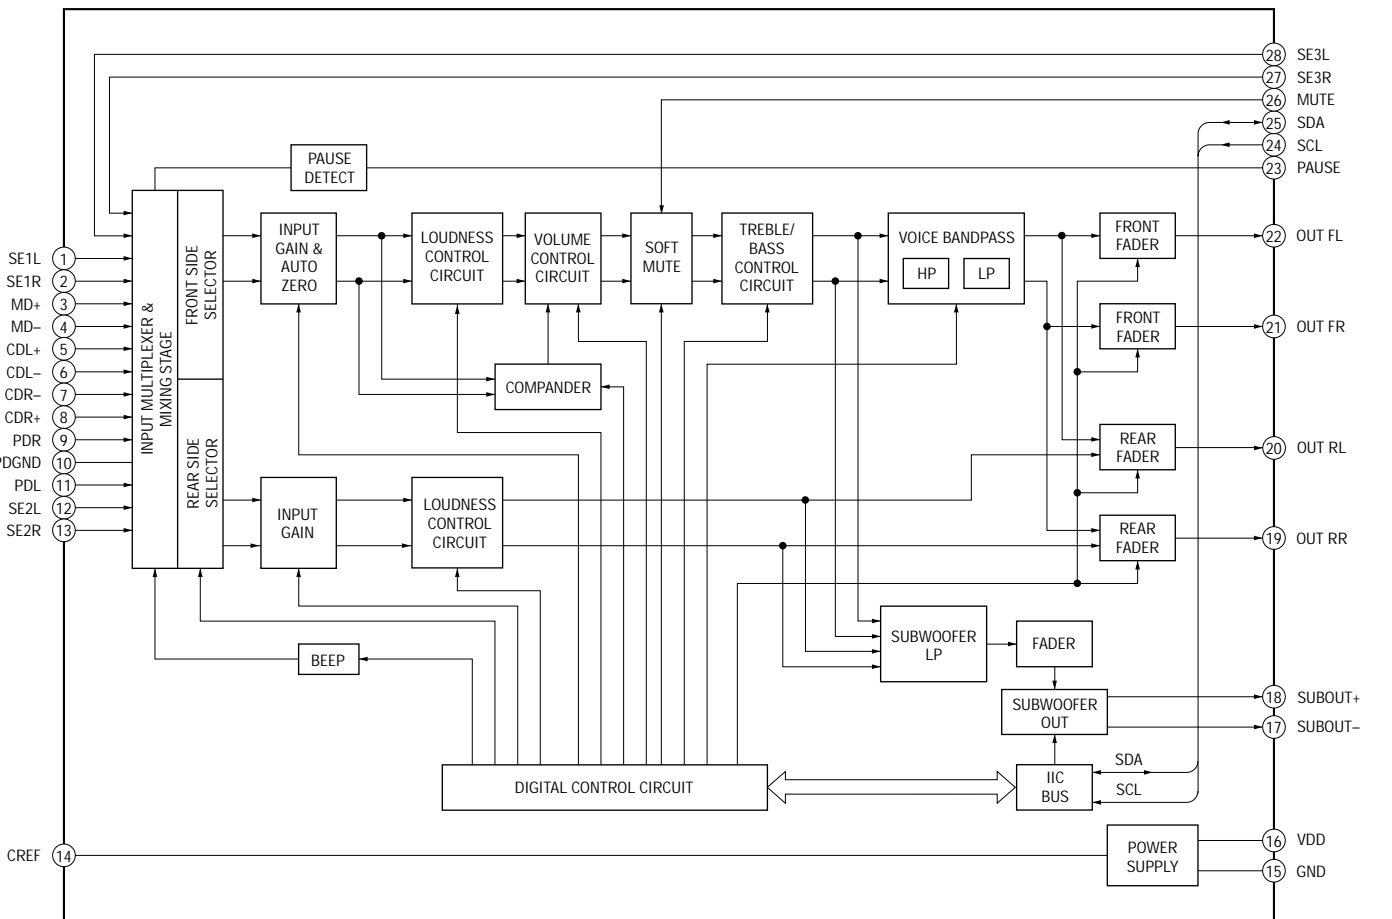 28 SE3L
27 SE3R
26 MUTE
25 SDA
24 SCL
23 PAUSE
PAUSE
DETECT
SE1L 1
SE1R 2
MD+ 3
MD– 4
CDL+ 5
CDL– 6
CDR– 7
CDR+ 8
PDR 9
PDGND 10
PDL 11
SE2L 12
SE2R 13
INPUT MULTIPLEXER &
MIXING STAGE
FRONT SIDE
SELECTOR
REAR SIDE
SELECTOR
INPUT
GAIN &
AUTO
ZERO
LOUDNESS
CONTROL
CIRCUIT
VOLUME
CONTROL
CIRCUIT
SOFT
MUTE
TREBLE/
BASS
CONTROL
CIRCUIT
VOICE BANDPASS
HP
LP
FRONT
FADER
22 OUT FL
FRONT
FADER
21 OUT FR
COMPANDER
REAR
FADER
20 OUT RL
INPUT
GAIN
LOUDNESS
CONTROL
CIRCUIT
REAR
FADER
19 OUT RR
BEEP
SUBWOOFER
LP
FADER
SUBWOOFER
OUT
18 SUBOUT+
17 SUBOUT–
DIGITAL CONTROL CIRCUIT
IIC
BUS
SDA
SCL
CREF 14
POWER
SUPPLY
16 VDD
15 GND